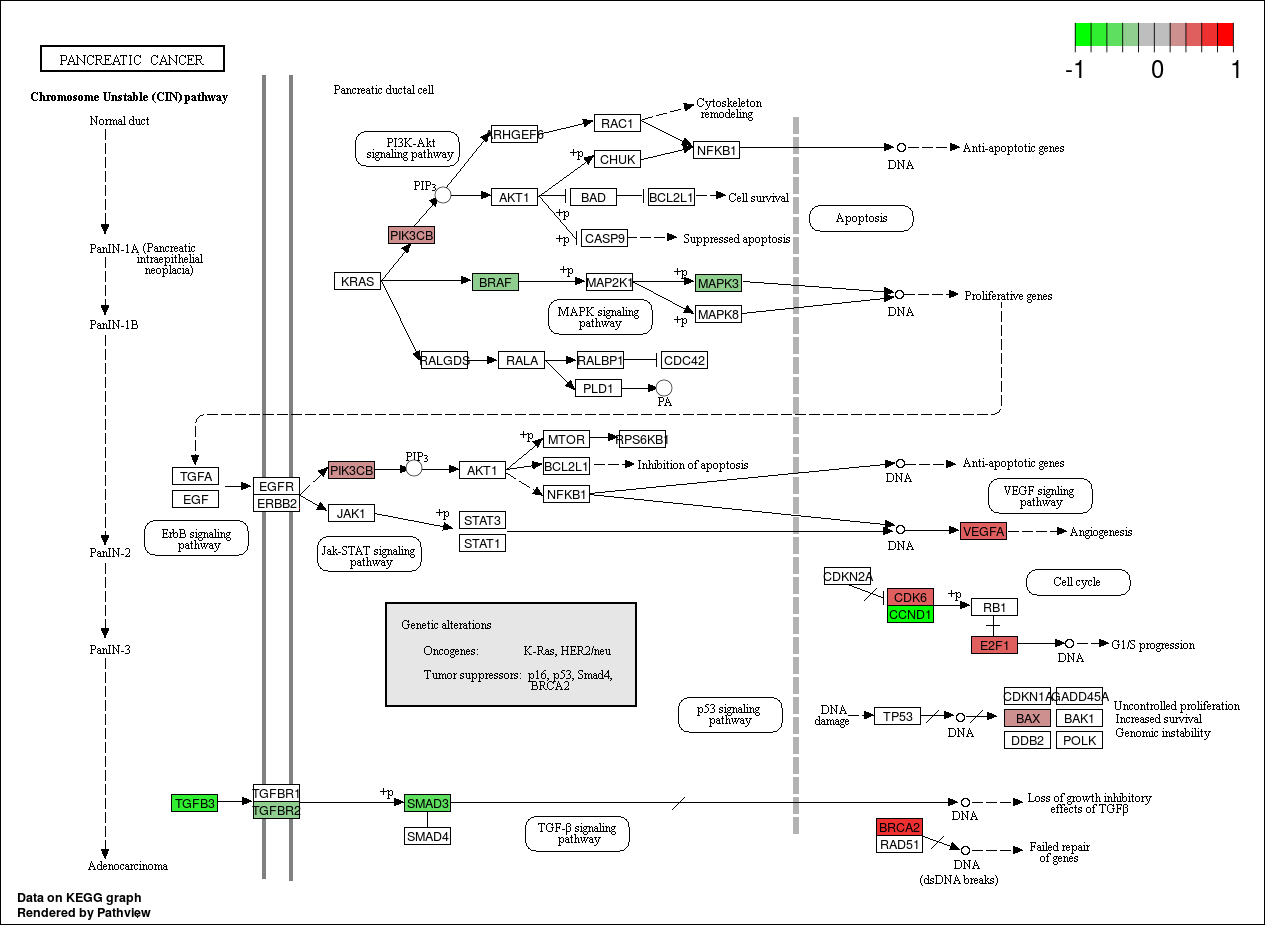 PANCREATIC CANCER
-1
0
1
Chromosome Unstable (CIN) pathway
Normal duct
PanIN-1A (Pancreatic
intraepithelial
neoplacia)
PanIN-1B
PanIN-2
PanIN-3
Adenocarcinoma
Pancreatic ductal cell
PI3K-Akt
signaling pathway
ARHGEF6
RAC1
Cytoskeleton
remodeling
+p
CHUK
NFKB1
DNA
Anti-apoptotic genes
PIP3
AKT1
BAD
BCL2L1
Cell survival
+p
+p
CASP9
Suppressed apoptosis
Apoptosis
PIK3CB
KRAS
BRAF
+p
MAP2K1
+p
MAPK3
MAPK8
+p
DNA
Proliferative genes
MAPK signaling
pathway
RALGDS
RALA
RALBP1
CDC42
PLD1
PA
TGFA
EGF
EGFR
ERBB2
ErbB signaling
pathway
PIK3CB
PIP3
AKT1
+p
MTOR
RPS6KB1
BCL2L1
Inhibition of apoptosis
NFKB1
DNA
Anti-apoptotic genes
VEGF signling
pathway
JAK1
+p
STAT3
STAT1
DNA
VEGFA
Angiogenesis
Jak-STAT signaling
pathway
CDKN2A
Cell cycle
CDK6
CCND1
+p
RB1
E2F1
DNA
G1/S progression
Genetic alterations
Oncogenes: K-Ras, HER2/neu
Tumor suppressors: p16, p53, Smad4,
BRCA2
p53 signaling
pathway
DNA
damage
TP53
DNA
CDKN1A
GADD45A
BAX
BAK1
DDB2
POLK
Uncontrolled proliferation
Increased survival
Genomic instability
TGFB3
TGFBR1
TGFBR2
+p
SMAD3
SMAD4
TGF-β signaling
pathway
DNA
Loss of growth inhibitory
effects of TGFβ
BRCA2
RAD51
DNA
(dsDNA breaks)
Failed repair
of genes
Data on KEGG graph
Rendered by Pathview